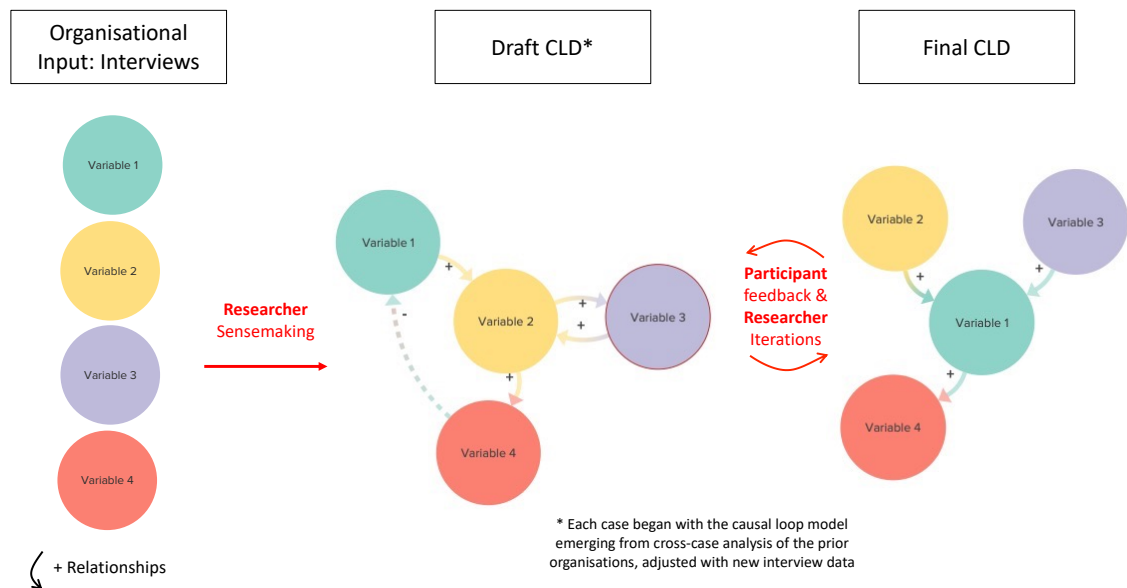 Organisational
Input: Interviews
Variable 1
Variable 2
Variable 3
Variable 4
+ Relationships
Researcher
Sensemaking
Draft CLD*
Variable 1
+
-
Variable 2
+
+
Variable 3
+
Variable 4
* Each case began with the causal loop model
emerging from cross-case analysis of the prior
organisations, adjusted with new interview data
Participant
feedback &
Researcher
Iterations
Final CLD
Variable 2
Variable 3
+
+
Variable 1
+
Variable 4